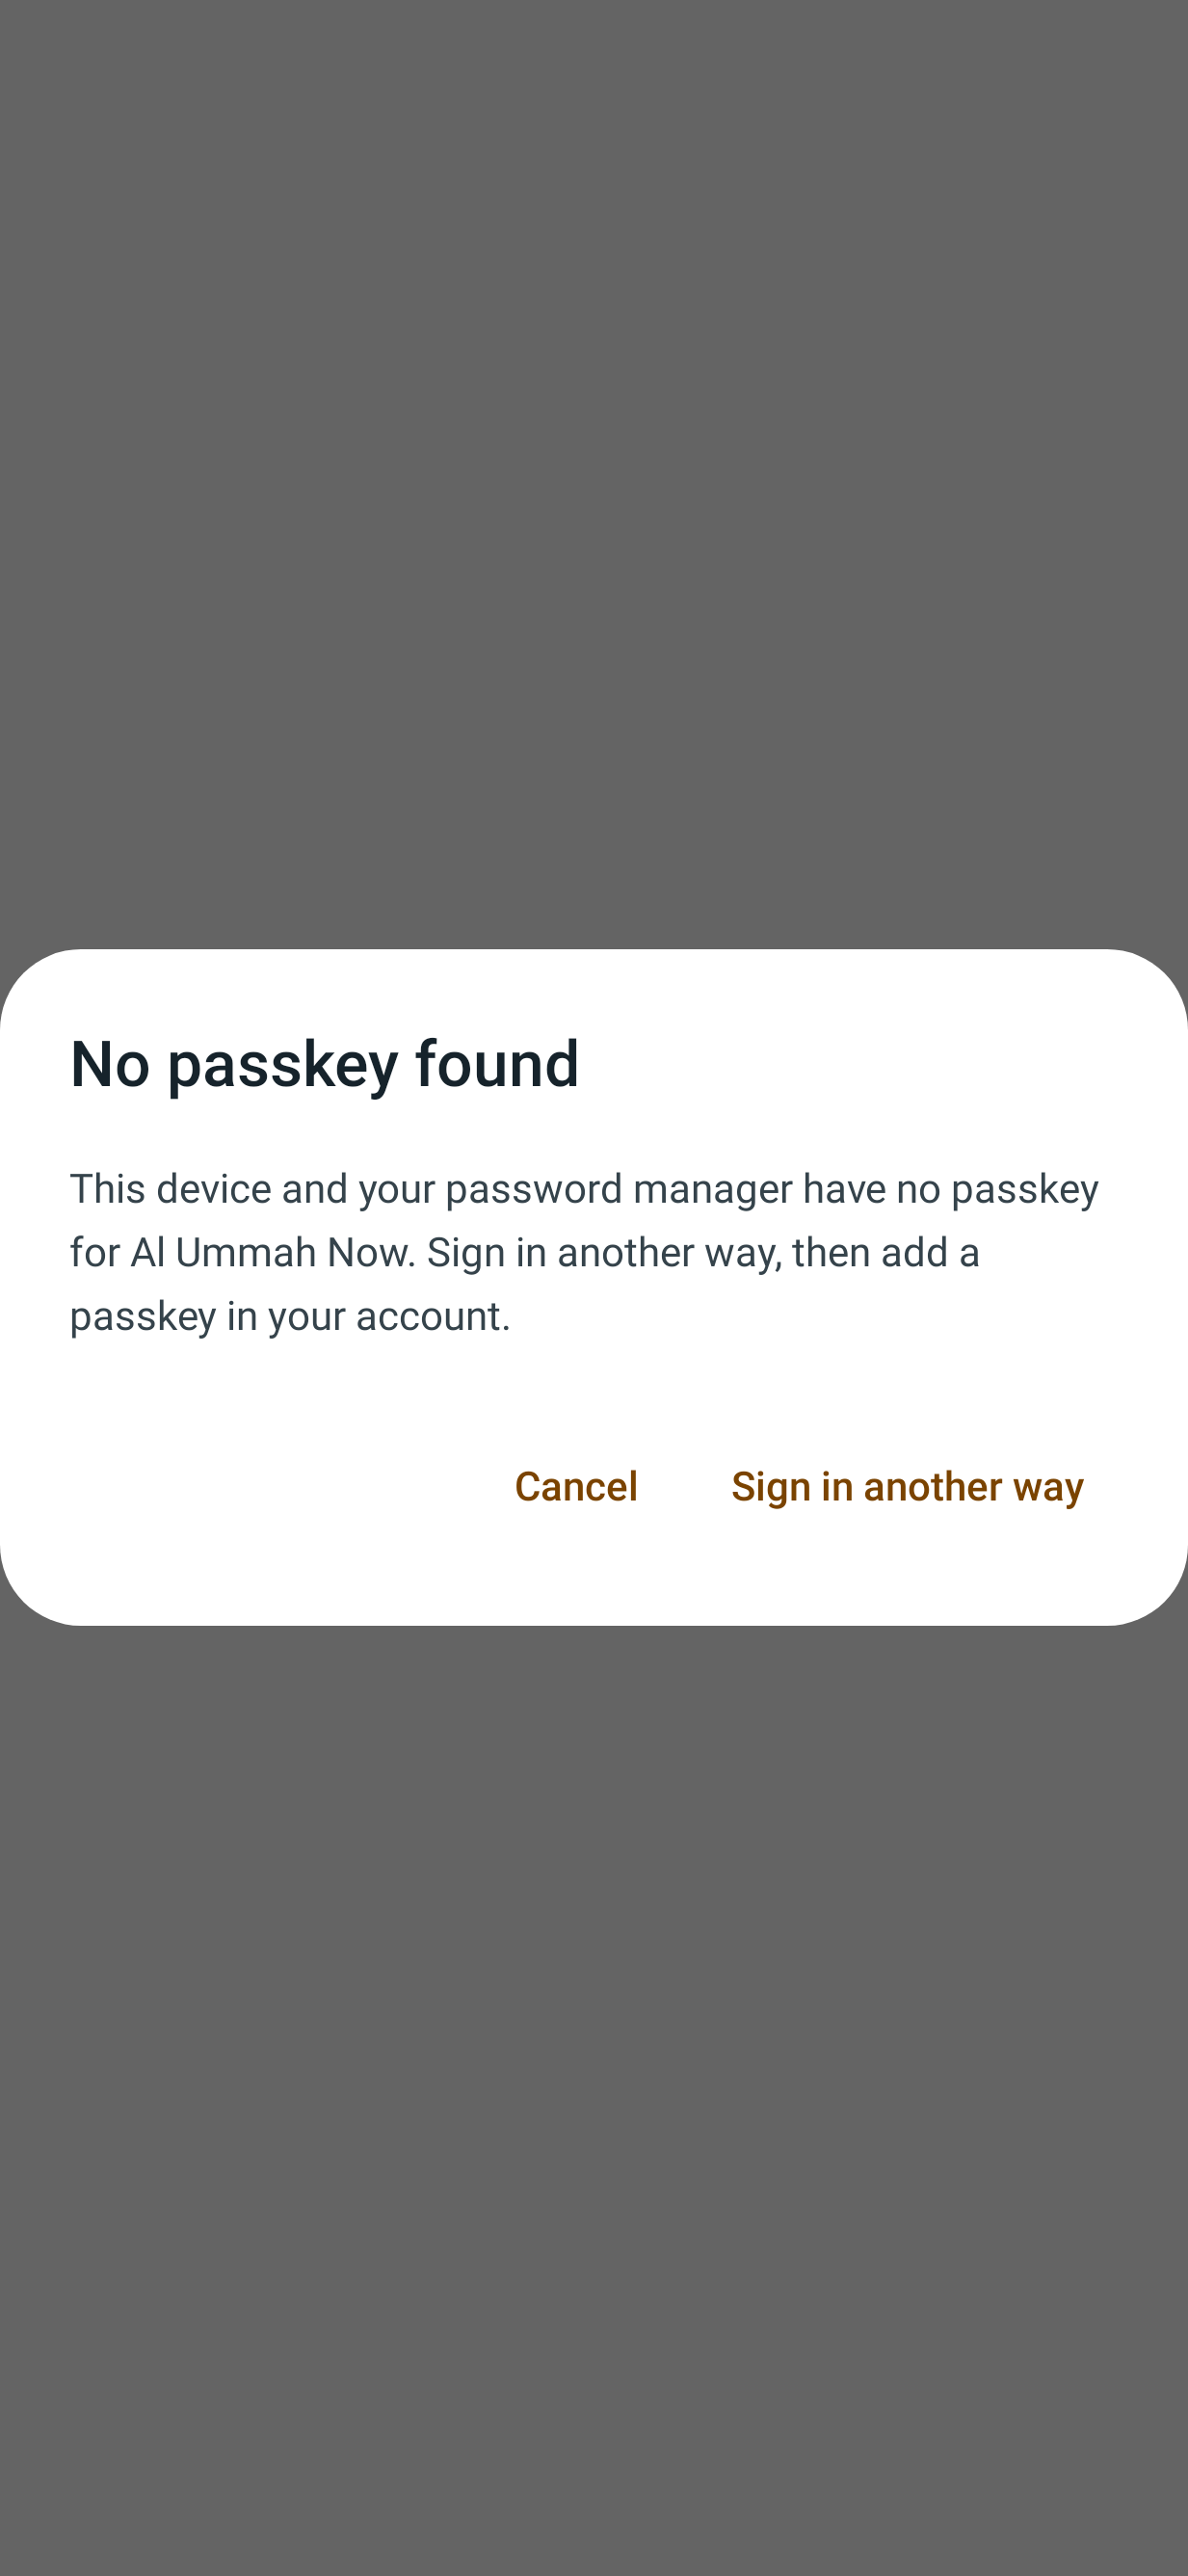 No passkey found
This device and your password manager have no passkey
for Al Ummah Now. Sign in another way, then add a
passkey in your account.
Cancel
Sign in another way